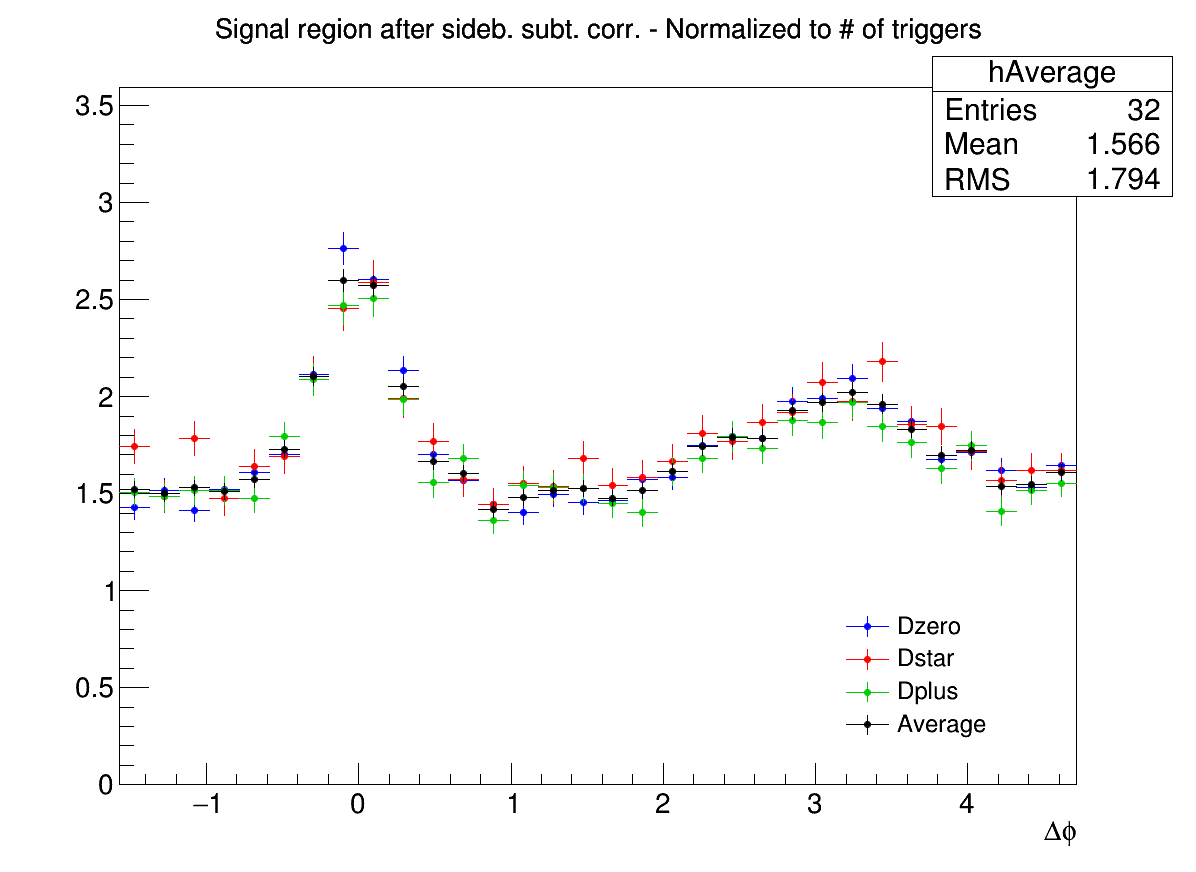 Signal region after sideb. subt. corr. - Normalized to # of triggers
hAverage
Entries 32
Mean 1.566
RMS 1.794
3.5
3
2.5
2
1.5
1
0.5
0
−1 0 1 2 3 4
Δϕ
Dzero
Dstar
Dplus
Average